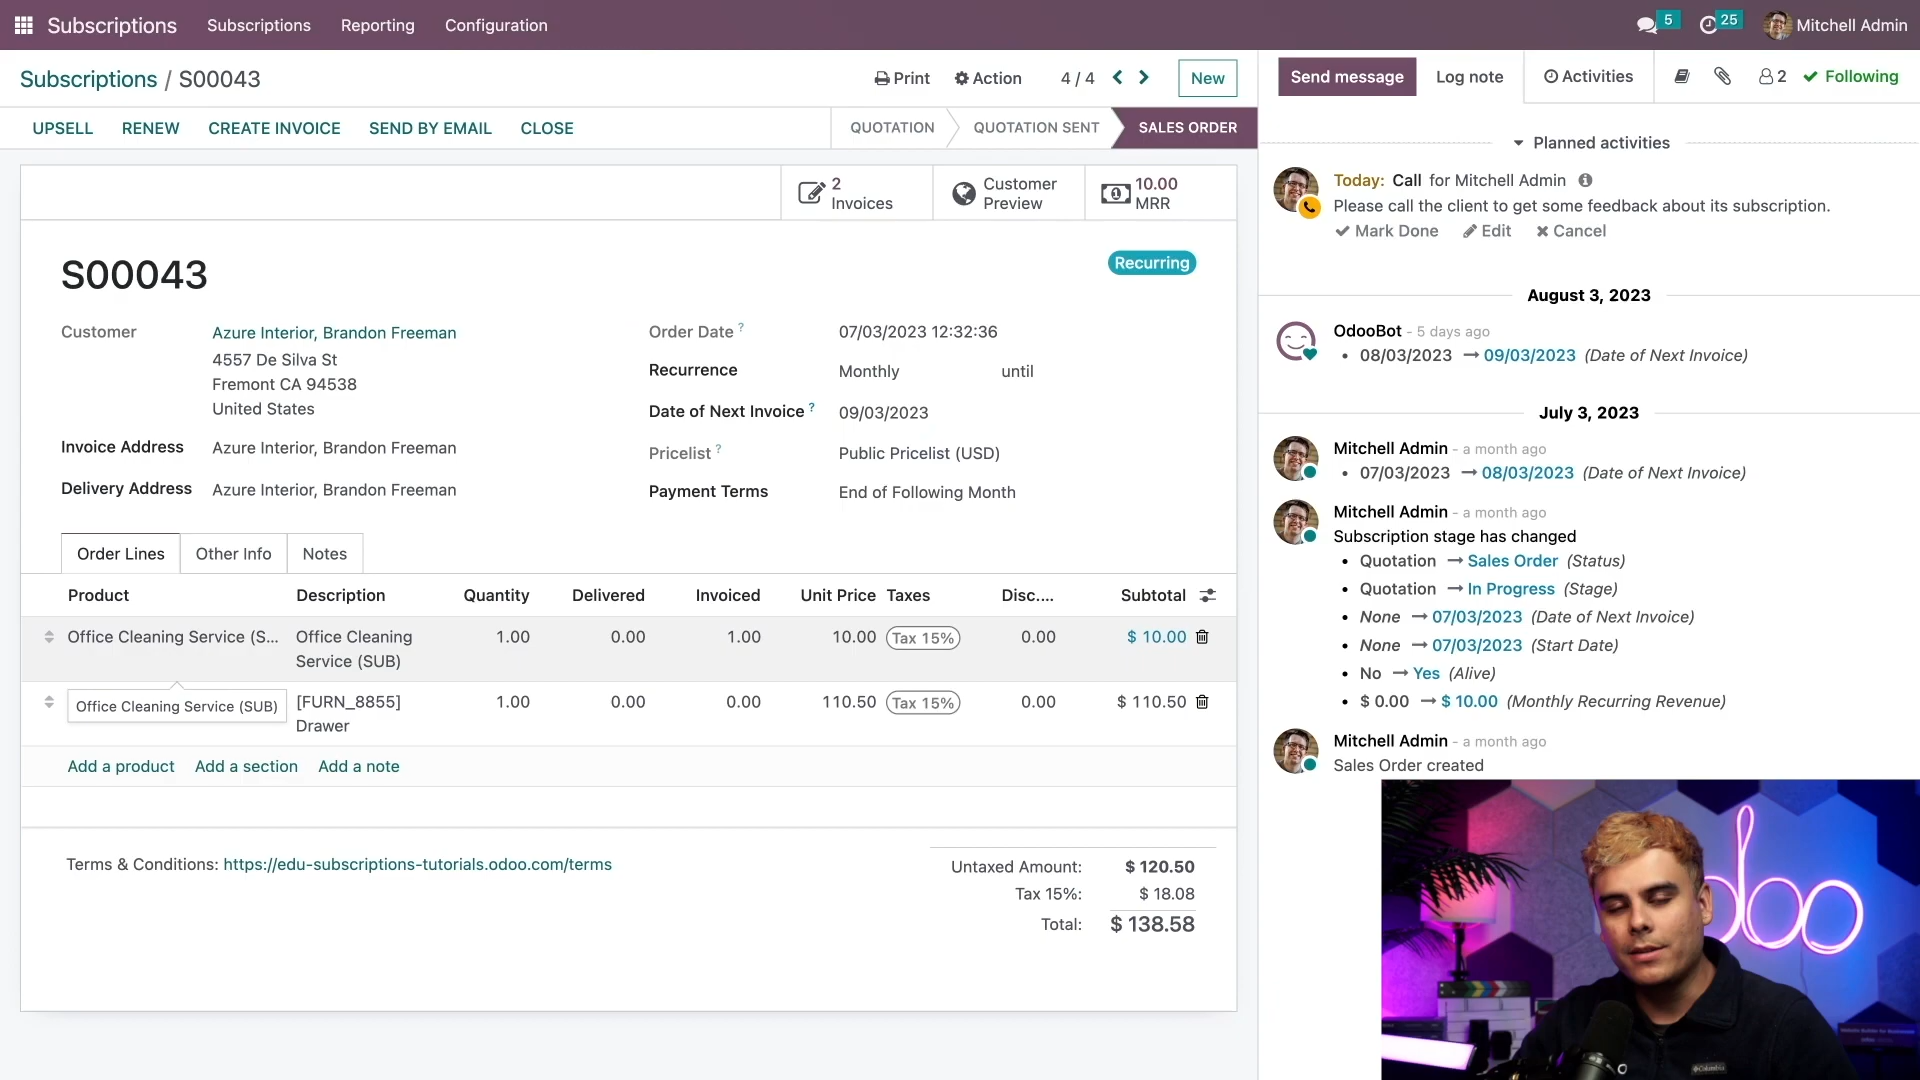 Subscriptions Subscriptions Reporting Configuration 5 25 Mitchell Admin
Subscriptions / S00043 Print Action 4 / 4 New
UPSELL RENEW CREATE INVOICE SEND BY EMAIL CLOSE QUOTATION QUOTATION SENT SALES ORDER
2 Invoices
Customer Preview
10.00 MRR
S00043
Recurring
Customer Azure Interior, Brandon Freeman
4557 De Silva St
Fremont CA 94538
United States
Invoice Address Azure Interior, Brandon Freeman
Delivery Address Azure Interior, Brandon Freeman
Order Date ? 07/03/2023 12:32:36
Recurrence Monthly until
Date of Next Invoice ? 09/03/2023
Pricelist ? Public Pricelist (USD)
Payment Terms End of Following Month
Order Lines Other Info Notes
Product Description Quantity Delivered Invoiced Unit Price Taxes Disc.... Subtotal
Office Cleaning Service (S... Office Cleaning 1.00 0.00 1.00 10.00 Tax 15% 0.00 $ 10.00
Service (SUB)
Office Cleaning Service (SUB) [FURN_8855] 1.00 0.00 0.00 110.50 Tax 15% 0.00 $ 110.50
Drawer
Add a product Add a section Add a note
Terms & Conditions: https://edu-subscriptions-tutorials.odoo.com/terms
Untaxed Amount: $ 120.50
Tax 15%: $ 18.08
Total: $ 138.58
Send message Log note Activities 2 Following
Planned activities
Today: Call for Mitchell Admin
Please call the client to get some feedback about its subscription.
Mark Done Edit Cancel
August 3, 2023
OdooBot - 5 days ago
• 08/03/2023 → 09/03/2023 (Date of Next Invoice)
July 3, 2023
Mitchell Admin - a month ago
• 07/03/2023 → 08/03/2023 (Date of Next Invoice)
Mitchell Admin - a month ago
Subscription stage has changed
• Quotation → Sales Order (Status)
• Quotation → In Progress (Stage)
• None → 07/03/2023 (Date of Next Invoice)
• None → 07/03/2023 (Start Date)
• No → Yes (Alive)
• $ 0.00 → $ 10.00 (Monthly Recurring Revenue)
Mitchell Admin - a month ago
Sales Order created
odoo
Columbia